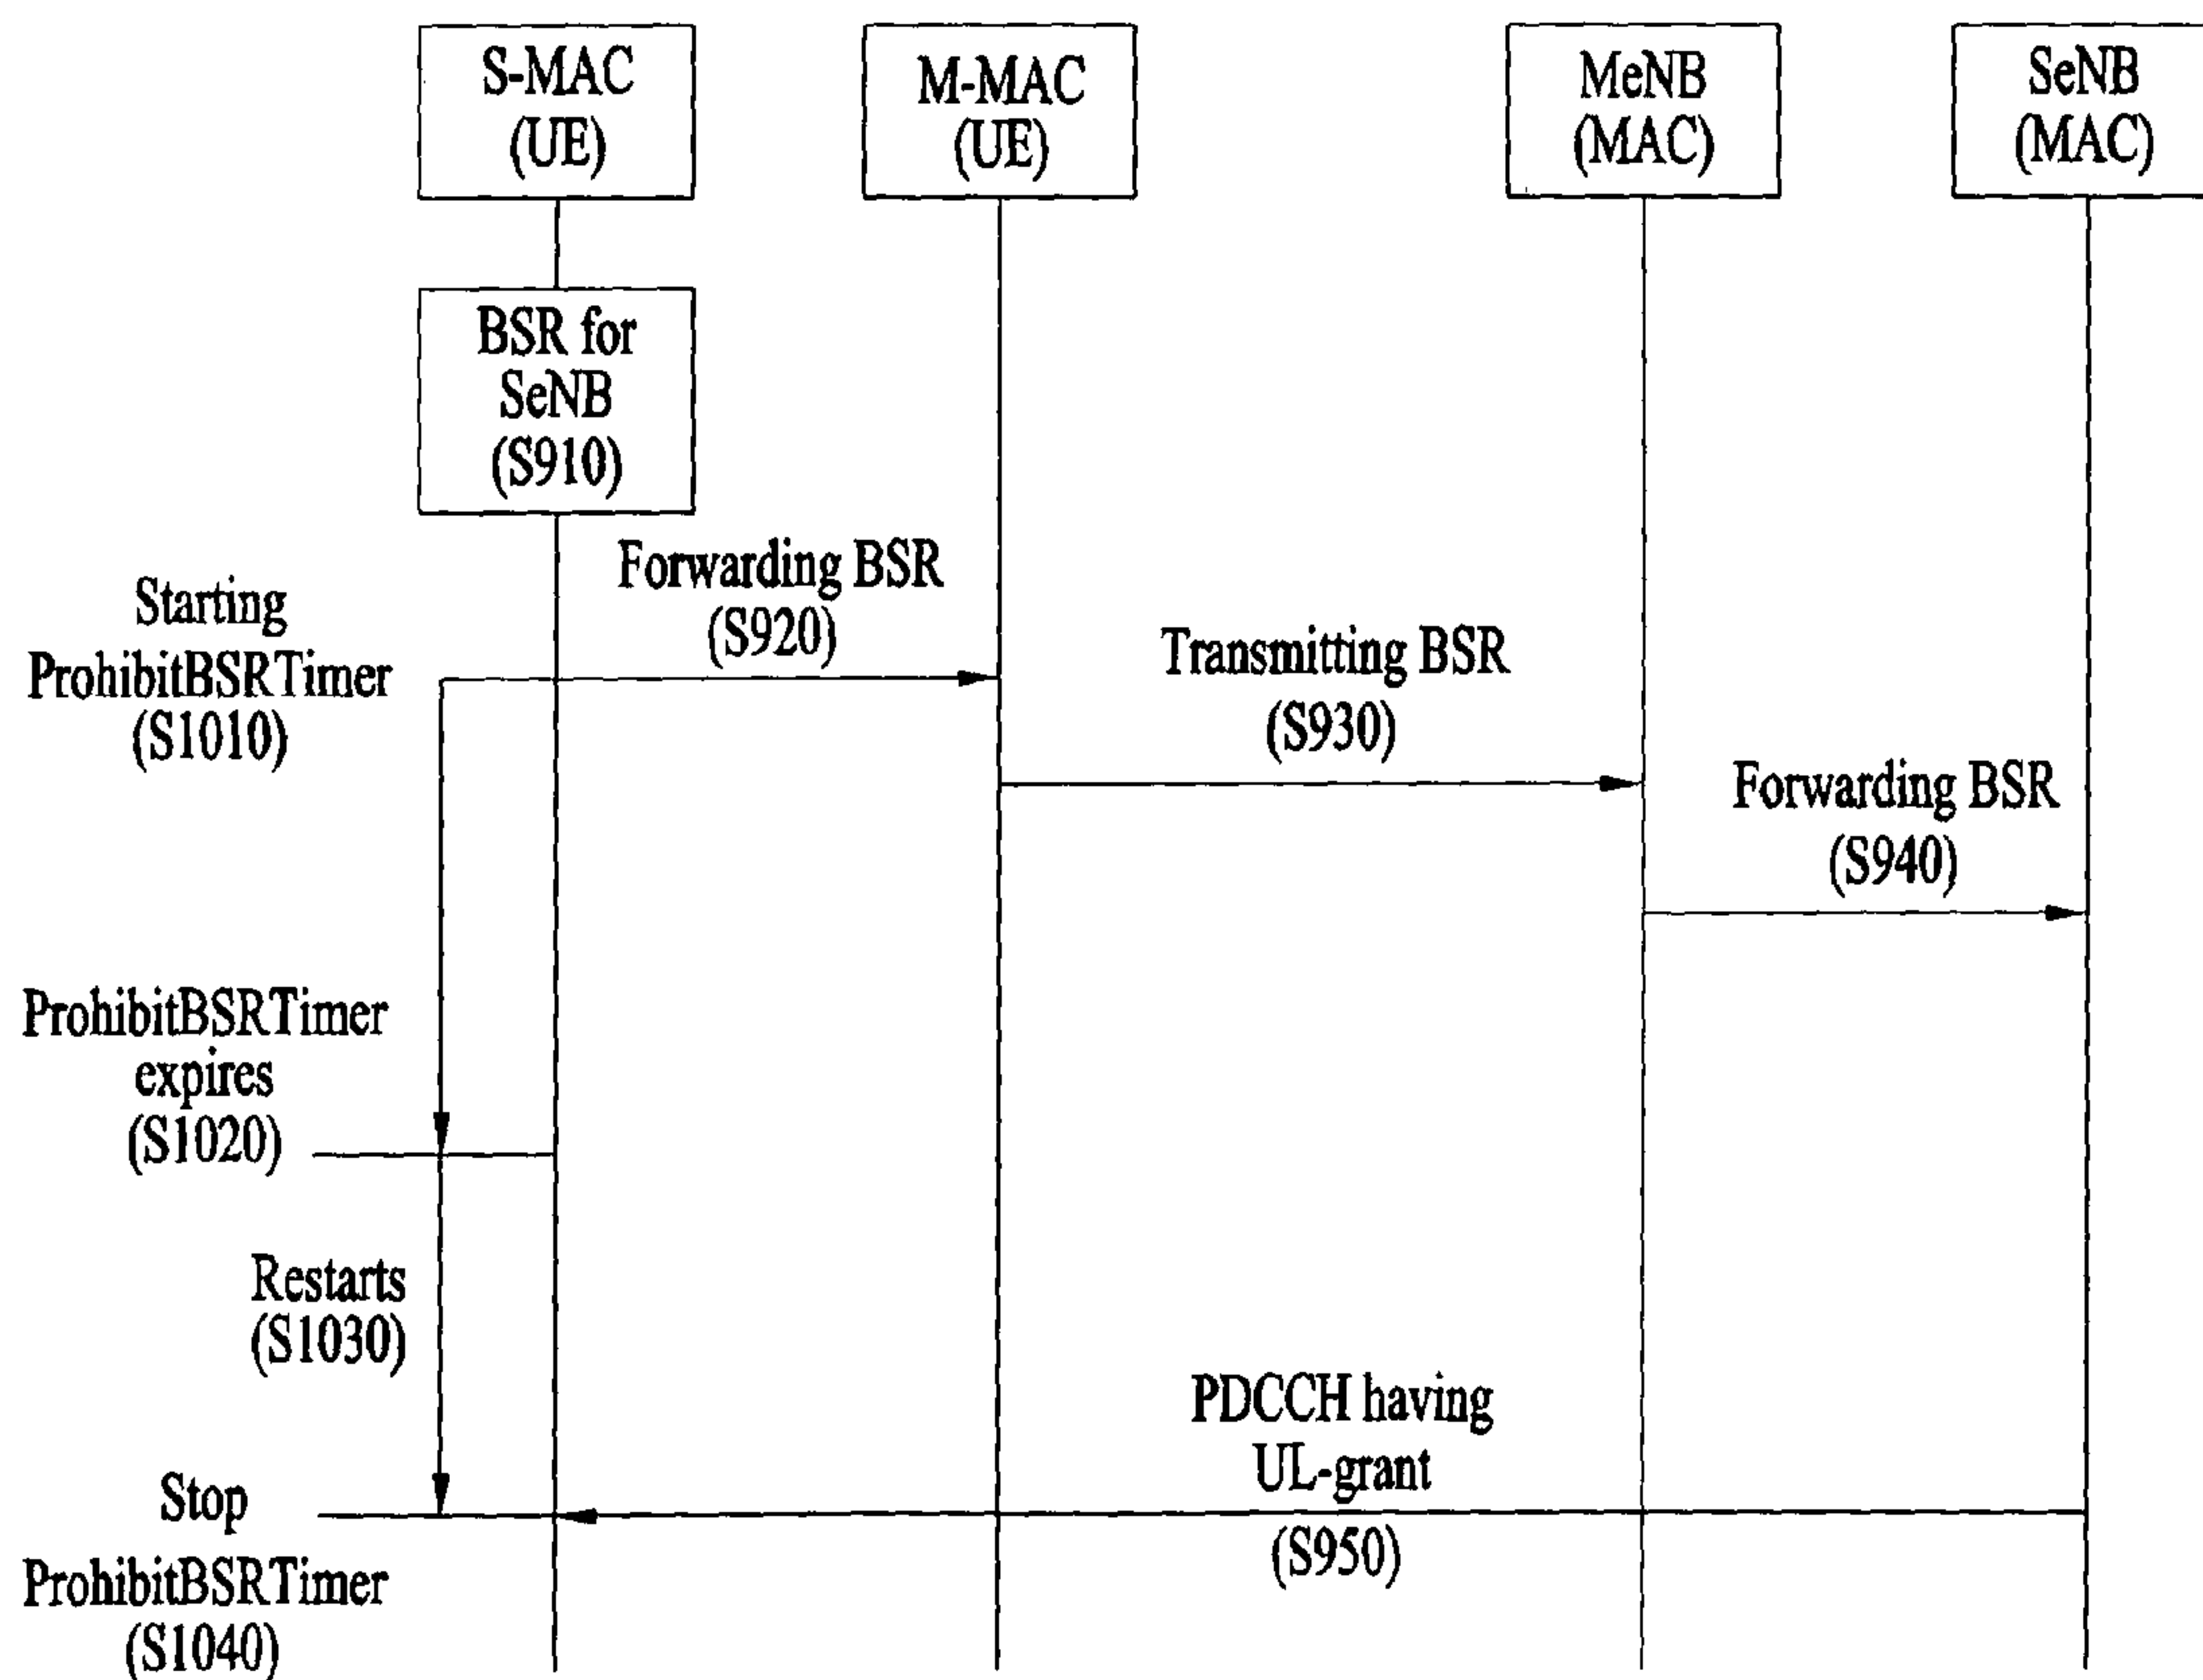 S-MAC
(UE)
M-MAC
(UE)
MeNB
(MAC)
SeNB
(MAC)
BSR for
SeNB
(S910)
Forwarding BSR
(S920)
Starting
ProhibitBSRTimer
(S1010)
Transmitting BSR
(S930)
Forwarding BSR
(S940)
ProhibitBSRTimer
expires
(S1020)
Restarts
(S1030)
PDCCH having
UL-grant
(S950)
Stop
ProhibitBSRTimer
(S1040)